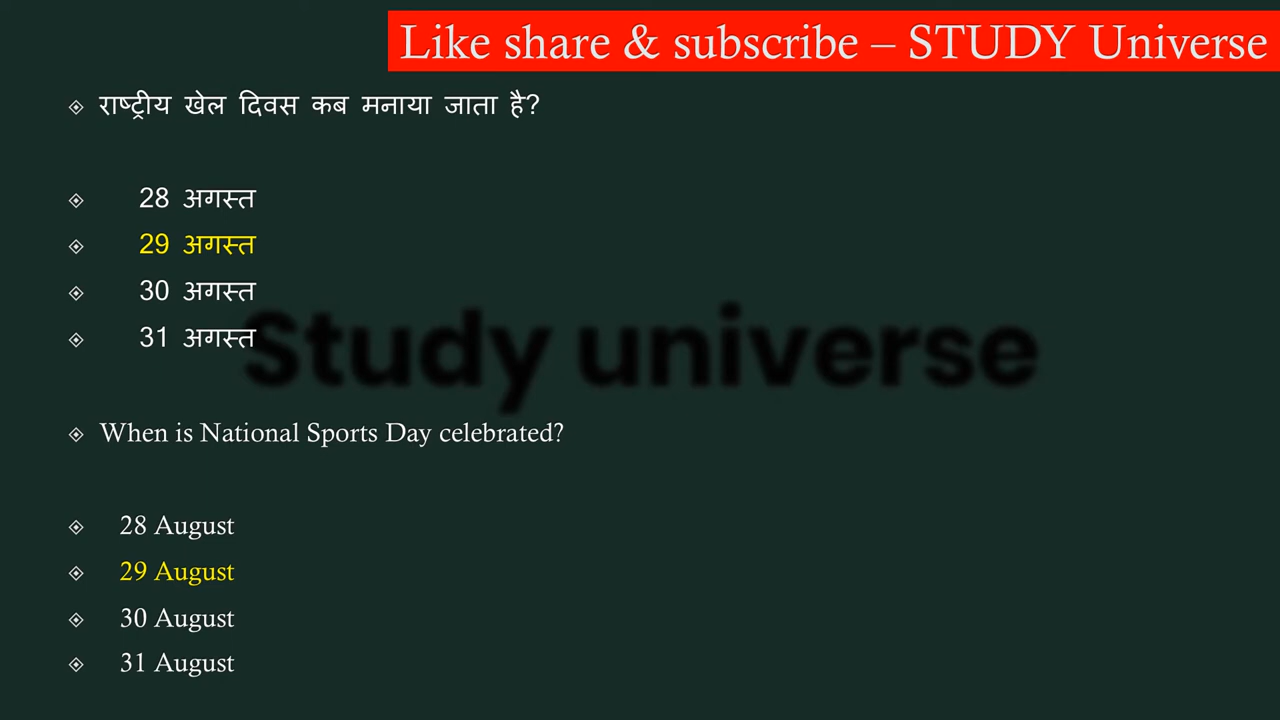 Like share & subscribe – STUDY Universe
राष्ट्रीय खेल दिवस कब मनाया जाता है?
28 अगस्त
29 अगस्त
30 अगस्त
31 अगस्त
Study universe
When is National Sports Day celebrated?
28 August
29 August
30 August
31 August